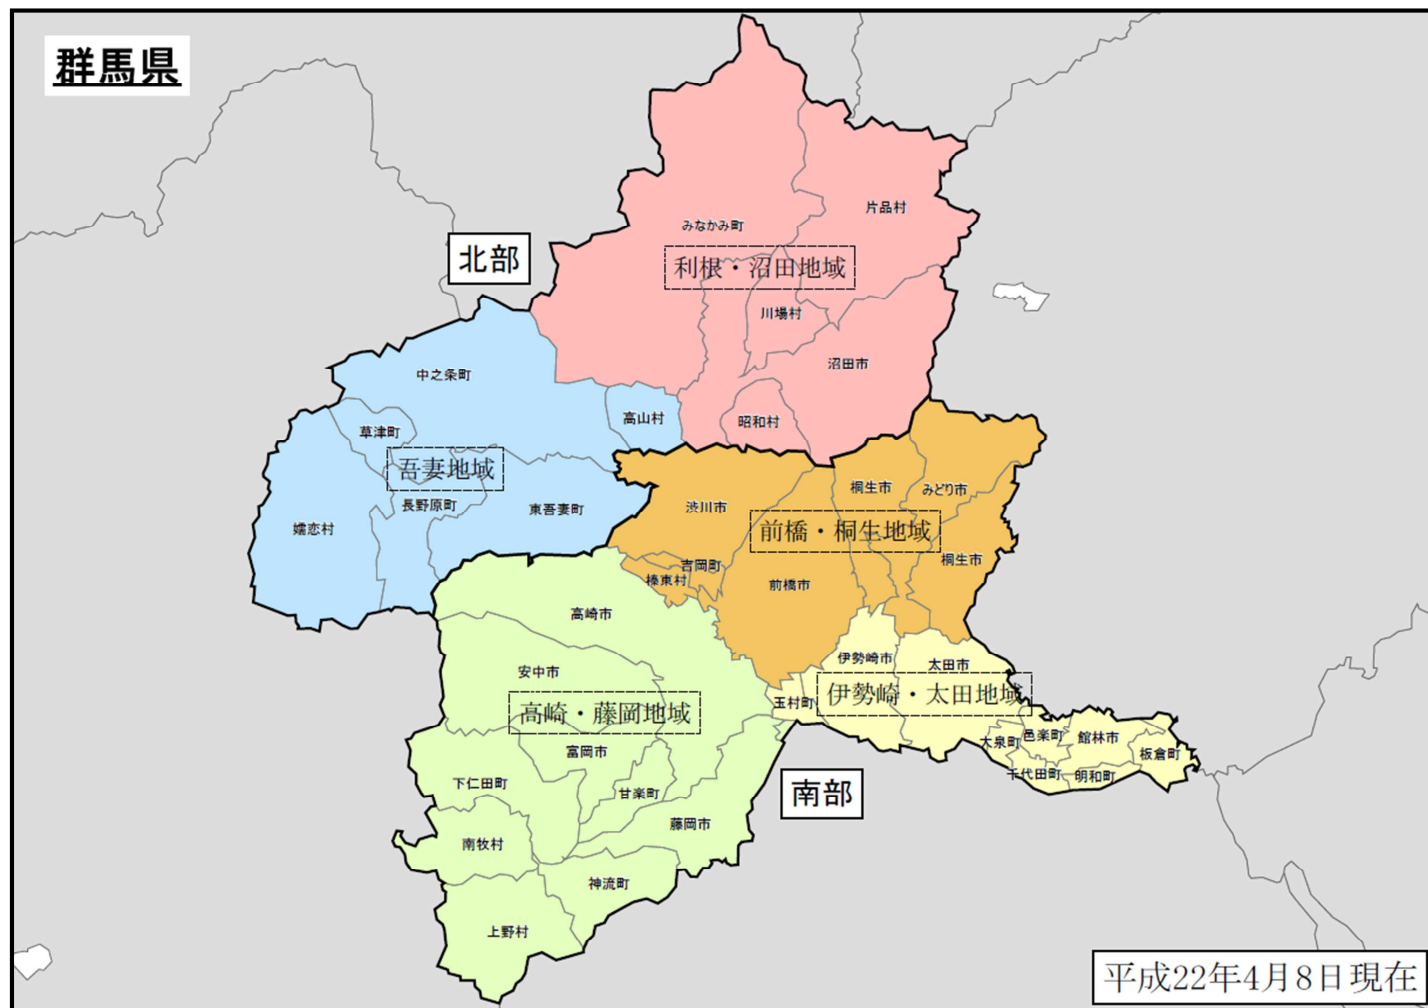 群馬県
北部
みなかみ町
片品村
利根・沼田地域
川場村
沼田市
昭和村
中之条町
高山村
草津町
吾妻地域
長野原町
東吾妻町
嬬恋村
渋川市
桐生市
みどり市
前橋・桐生地域
吉岡町
榛東村
前橋市
桐生市
高崎市
安中市
高崎・藤岡地域
富岡市
下仁田町
甘楽町
藤岡市
南牧村
神流町
上野村
伊勢崎市
太田市
伊勢崎・太田地域
玉村町
大泉町
邑楽町
館林市
板倉町
千代田町
明和町
南部
平成22年4月8日現在